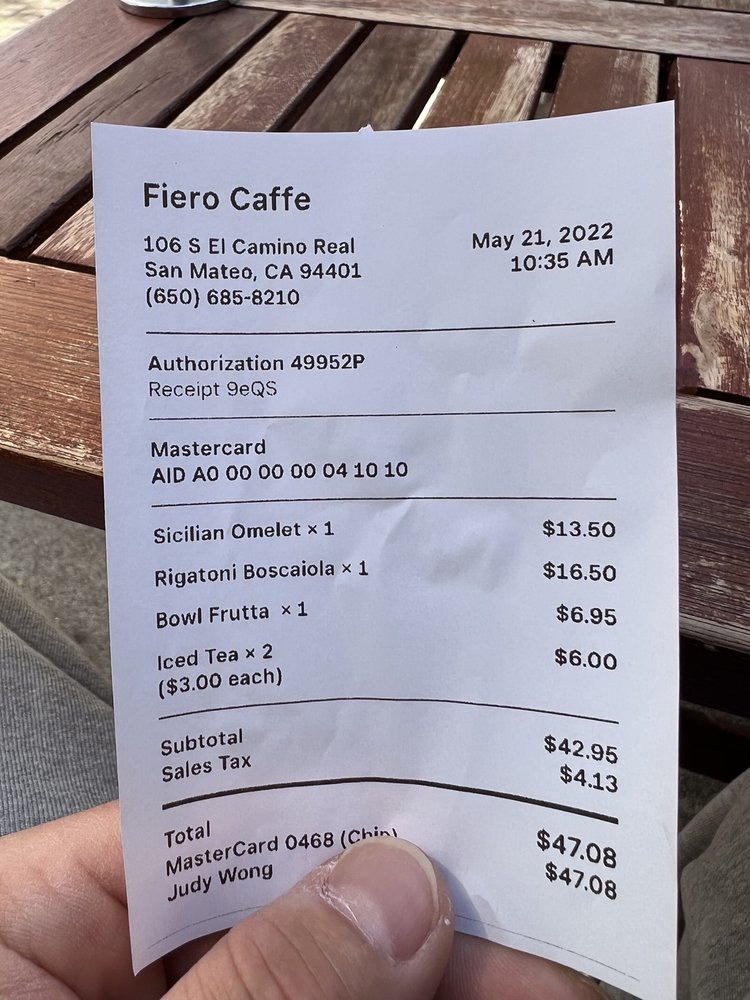 Fiero Caffe
106 S El Camino Real
San Mateo, CA 94401
(650) 685-8210
May 21, 2022
10:35 AM
Authorization 49952P
Receipt 9eQS
Mastercard
AID A0 00 00 00 04 10 10
Sicilian Omelet × 1 $13.50
Rigatoni Boscaiola × 1 $16.50
Bowl Frutta × 1 $6.95
Iced Tea × 2 $6.00
($3.00 each)
Subtotal $42.95
Sales Tax $4.13
Total $47.08
MasterCard 0468 (Chip) $47.08
Judy Wong